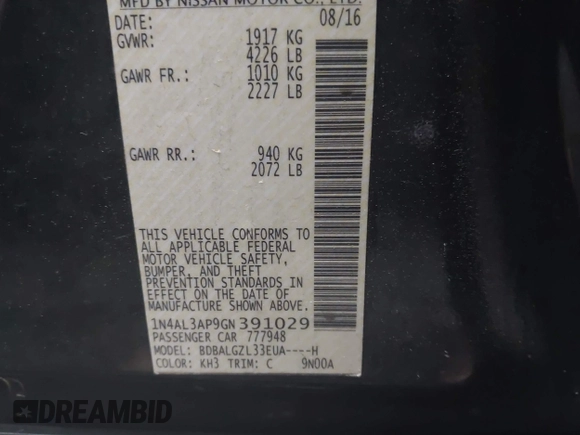 MFD BY NISSAN MOTOR CO., LTD.
DATE: 08/16
GVWR: 1917 KG
4226 LB
GAWR FR.: 1010 KG
2227 LB
GAWR RR.: 940 KG
2072 LB
THIS VEHICLE CONFORMS TO
ALL APPLICABLE FEDERAL
MOTOR VEHICLE SAFETY,
BUMPER, AND THEFT
PREVENTION STANDARDS IN
EFFECT ON THE DATE OF
MANUFACTURE SHOWN ABOVE.
1N4AL3AP9GN391029
PASSENGER CAR 777948
MODEL: BDBALGZL33EUA----H
COLOR: KH3 TRIM: C 9N00A
DREAMBID